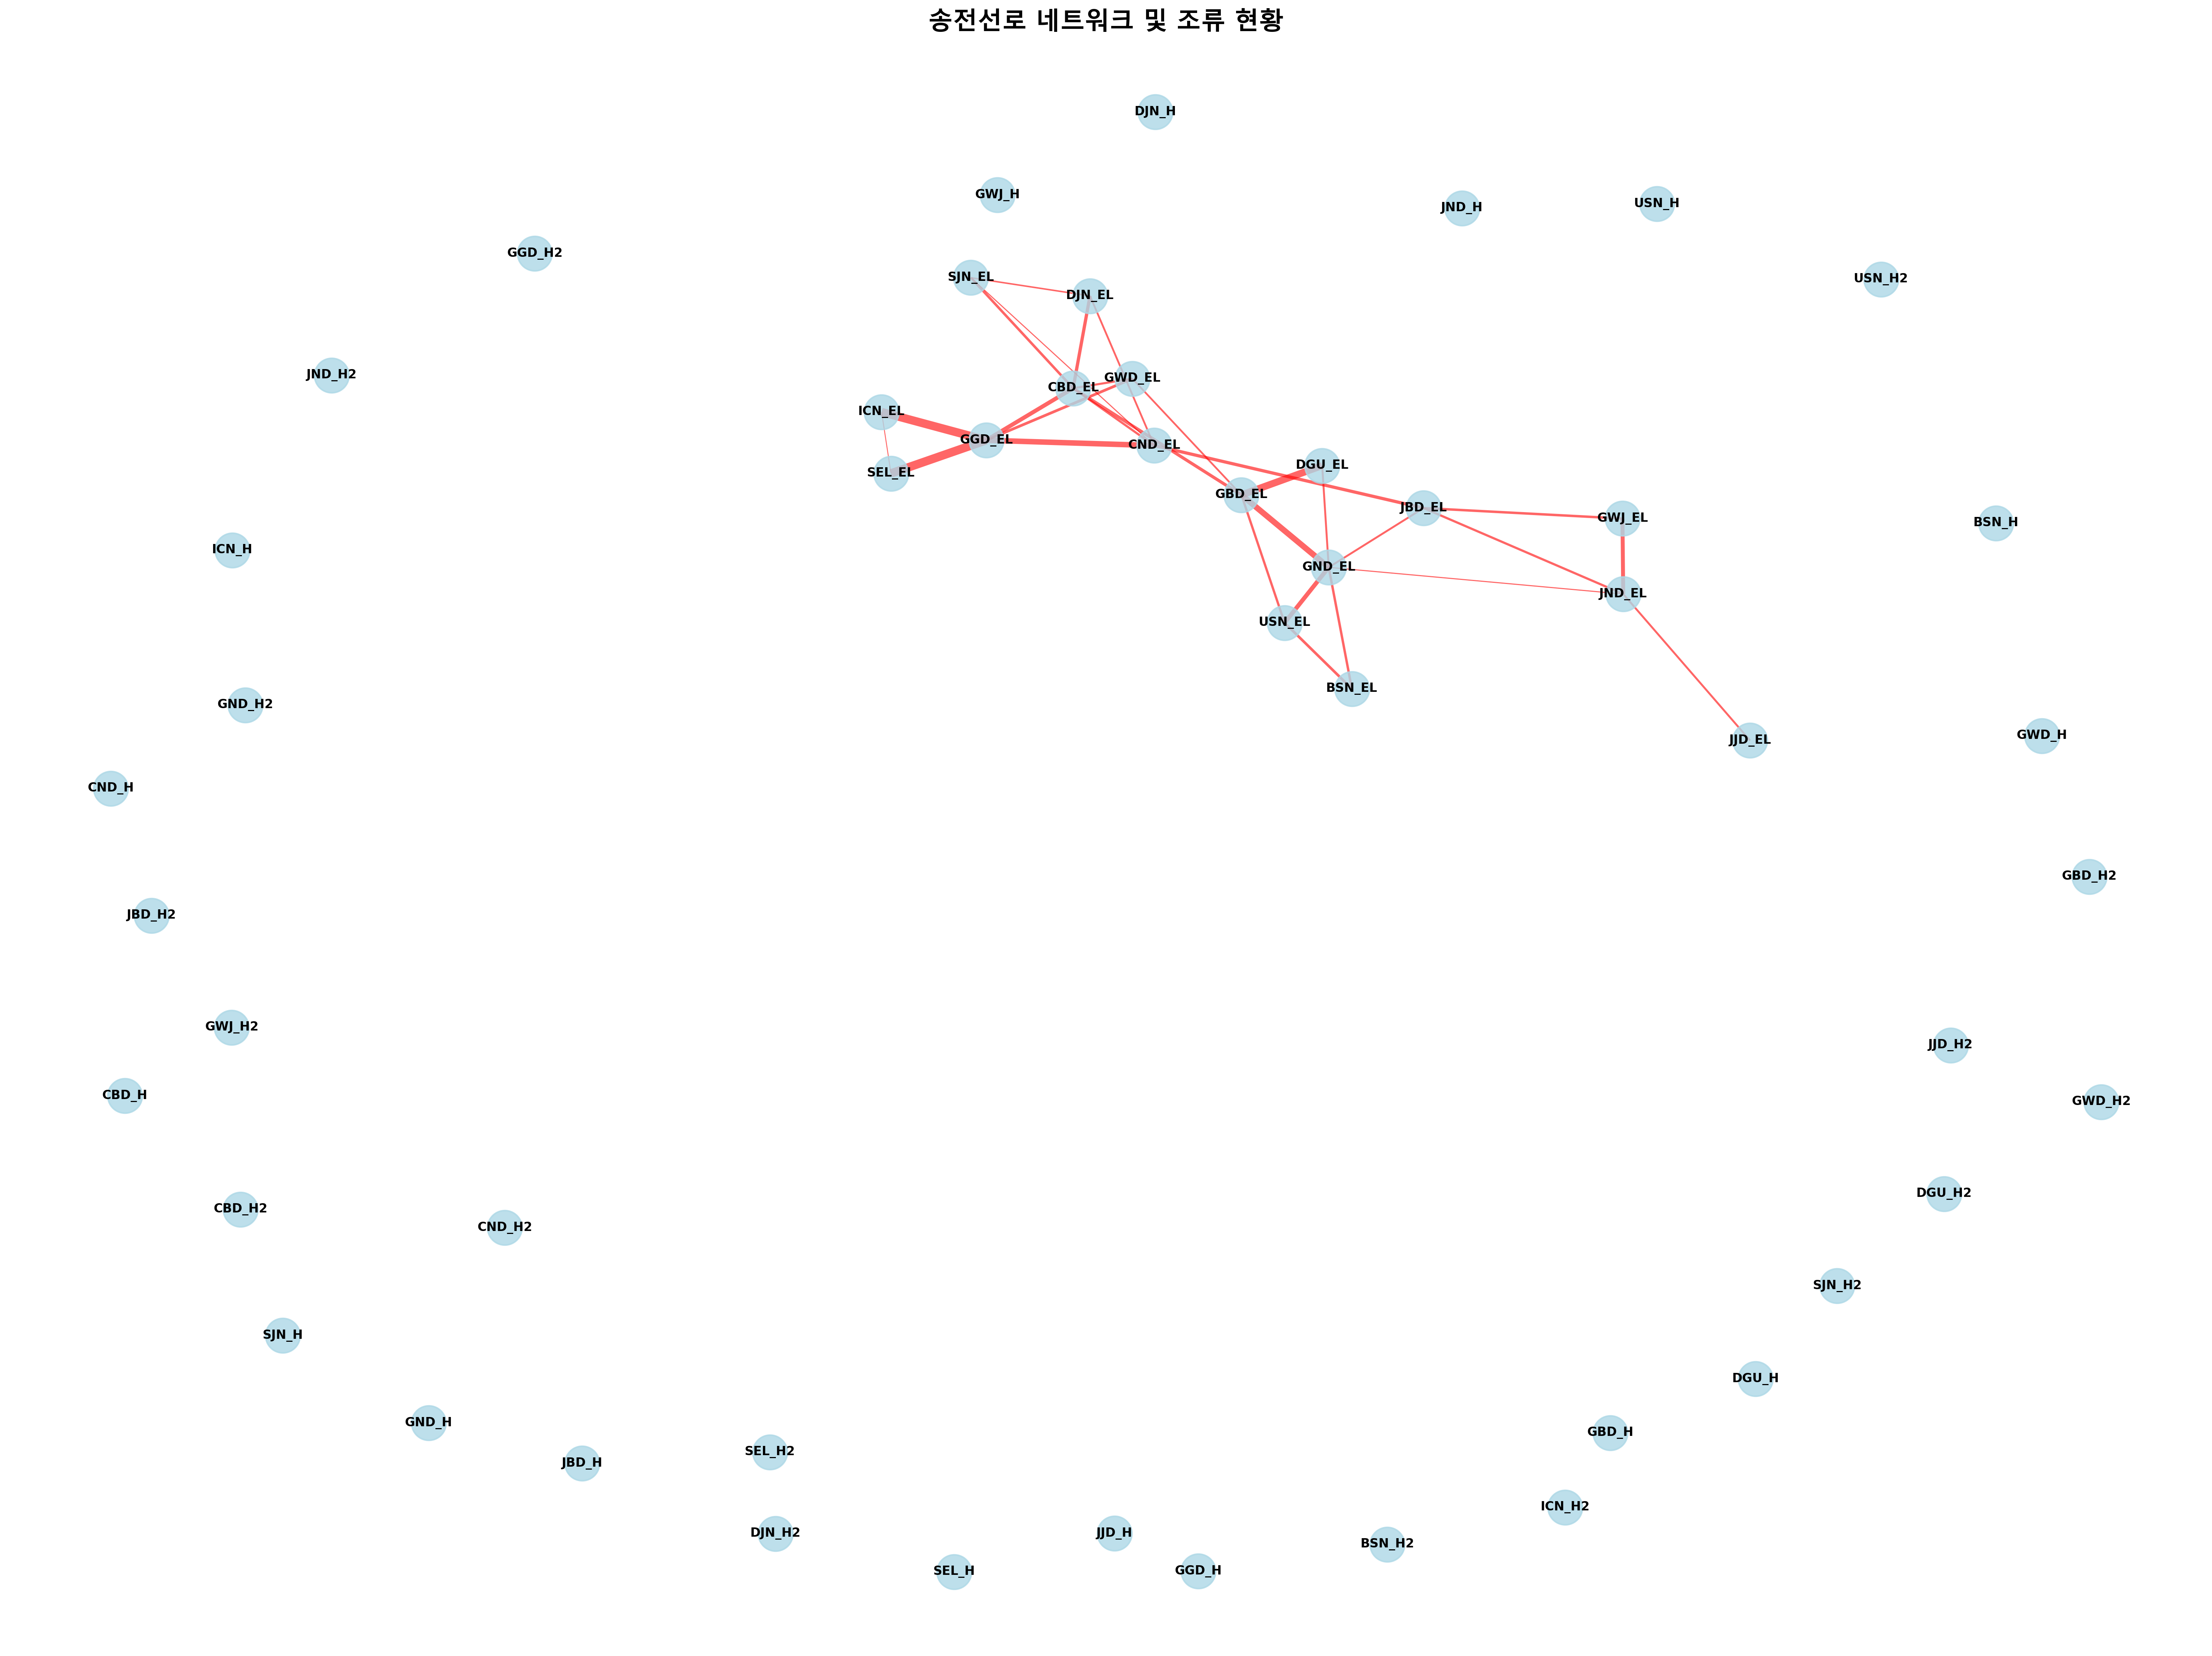 송전선로 네트워크 및 조류 현황
DJN_H
GWJ_H
USN_H
JND_H
GGD_H2
SJN_EL
USN_H2
DJN_EL
JND_H2
GWD_EL
CBD_EL
ICN_EL
GGD_EL
CND_EL
DGU_EL
SEL_EL
GBD_EL
JBD_EL
GWJ_EL
BSN_H
ICN_H
GND_EL
JND_EL
USN_EL
BSN_EL
GND_H2
GWD_H
JJD_EL
CND_H
GBD_H2
JBD_H2
GWJ_H2
JJD_H2
CBD_H
GWD_H2
DGU_H2
CBD_H2
CND_H2
SJN_H2
SJN_H
DGU_H
GND_H
GBD_H
SEL_H2
JBD_H
ICN_H2
DJN_H2
JJD_H
BSN_H2
SEL_H
GGD_H